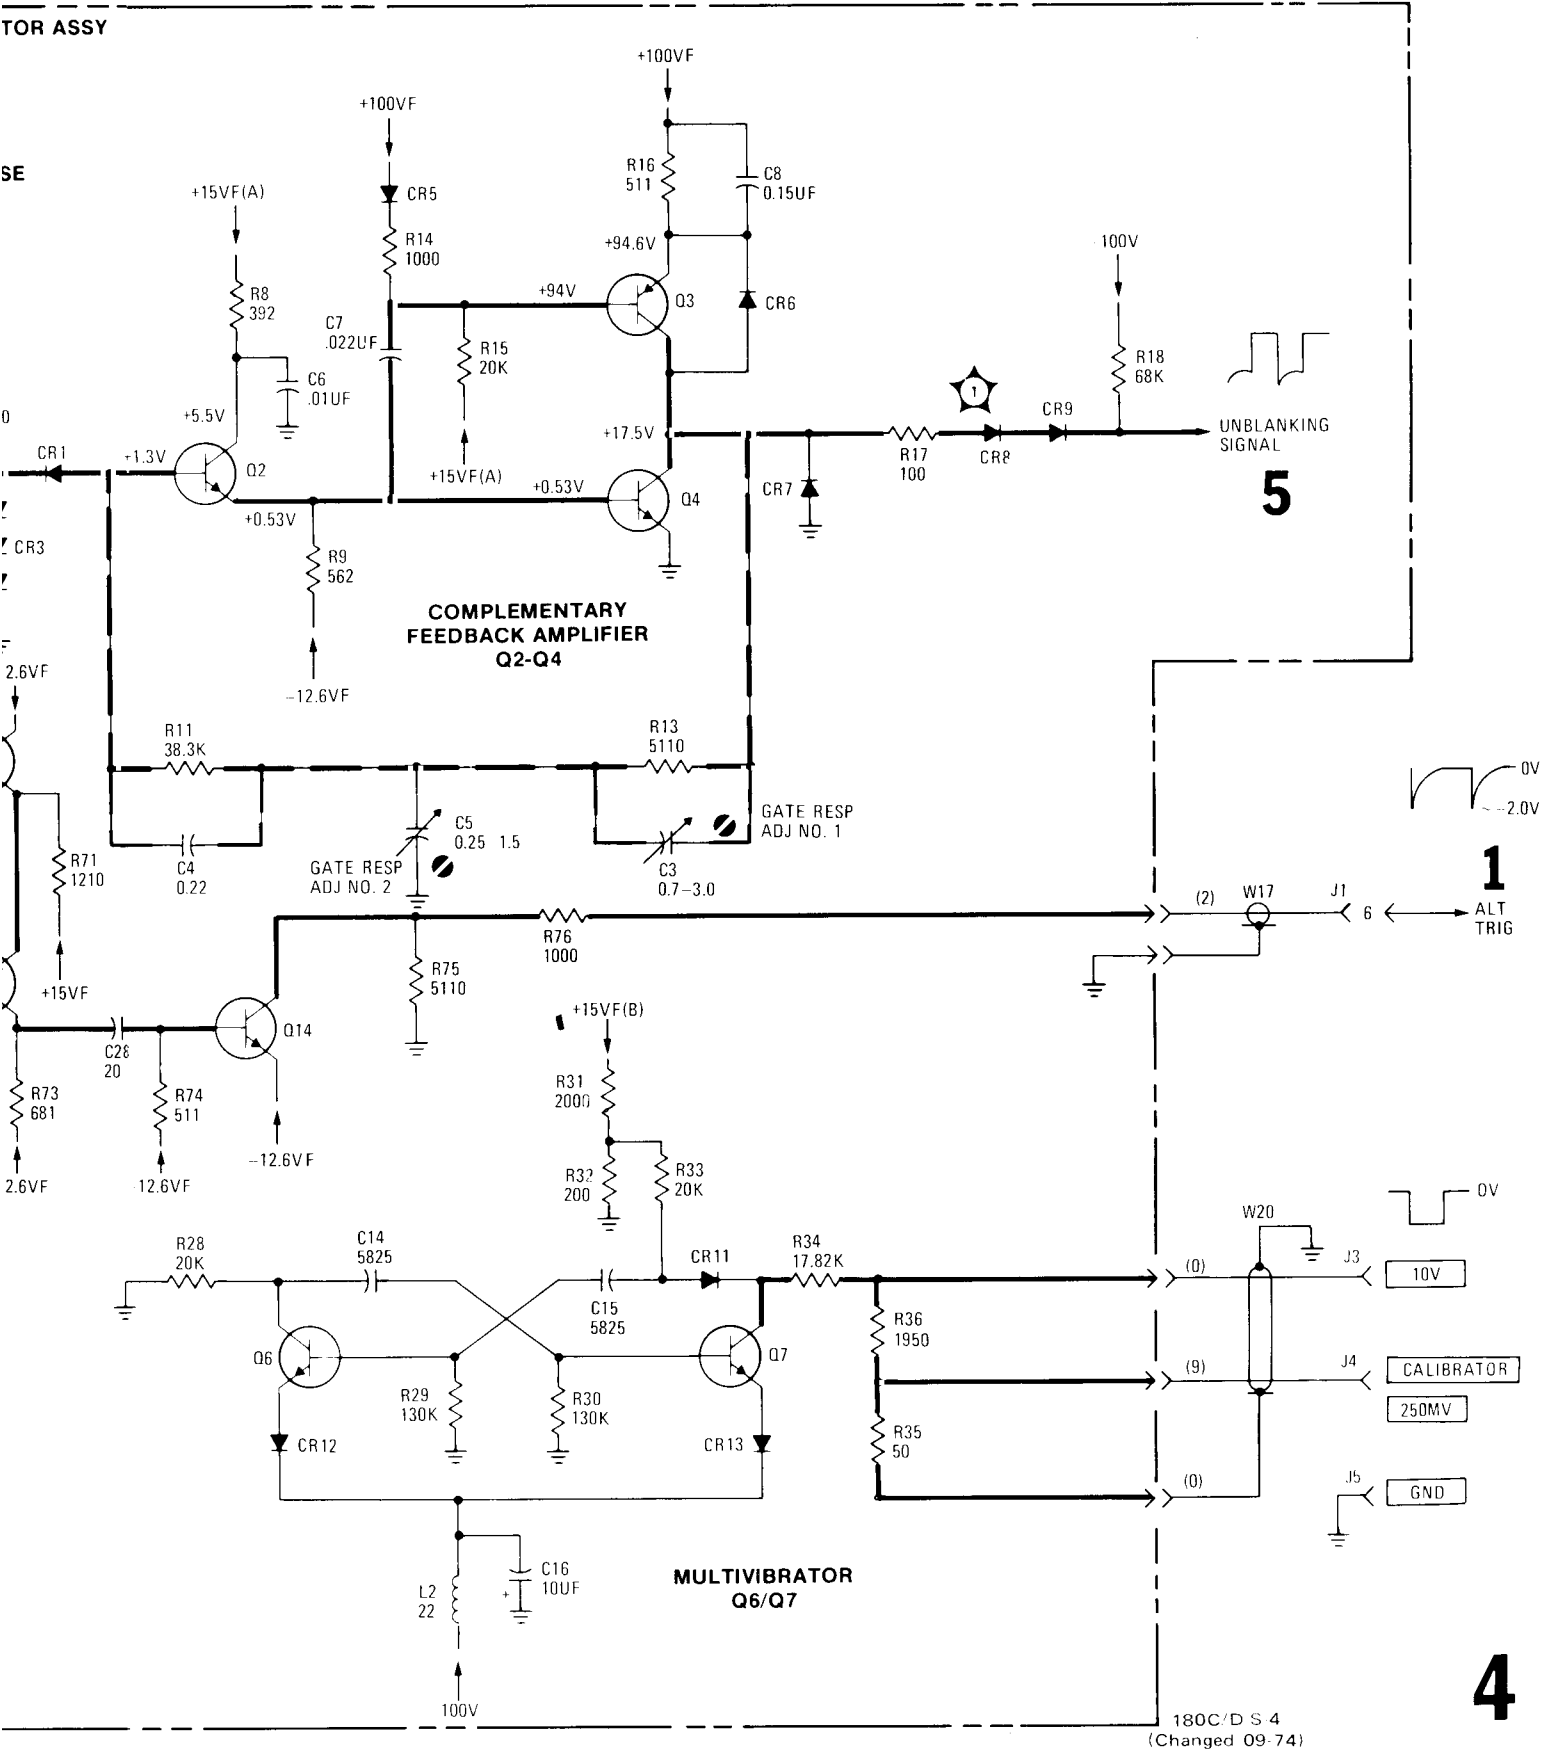 TOR ASSY
+100VF
+100VF
SE
R16
511
C8
0.15UF
+15VF(A)
CR5
R14
1000
+94.6V
100V
R8
392
+94V
Q3
CR6
C7
.022UF
R15
20K
R18
68K
C6
.01UF
1
+5.5V
0
CR9
+17.5V
UNBLANKING
SIGNAL
CR1
+1.3V
Q2
+15VF(A)
R17
100
CR8
5
+0.53V
Q4
CR7
+0.53V
CR3
R9
562
COMPLEMENTARY
FEEDBACK AMPLIFIER
Q2-Q4
2.6VF
-12.6VF
R11
38.3K
R13
5110
0V
-2.0V
GATE RESP
ADJ NO. 1
C5
0.25 1.5
R71
1210
C4
0.22
GATE RESP
ADJ NO. 2
C3
0.7-3.0
1
(2)
W17
J1
6
ALT
TRIG
R76
1000
R75
5110
+15VF
+15VF(B)
Q14
C28
20
R31
2000
R73
681
R74
511
-12.6VF
R32
200
R33
20K
2.6VF
12.6VF
0V
W20
R28
20K
C14
5825
CR11
R34
17.82K
(0)
J3
10V
C15
5825
R36
1950
Q6
Q7
(9)
J4
CALIBRATOR
R29
130K
R30
130K
250MV
CR12
CR13
R35
50
(0)
J5
GND
C16
10UF
+
L2
22
MULTIVIBRATOR
Q6/Q7
4
100V
180C/D S-4
(Changed 09-74)